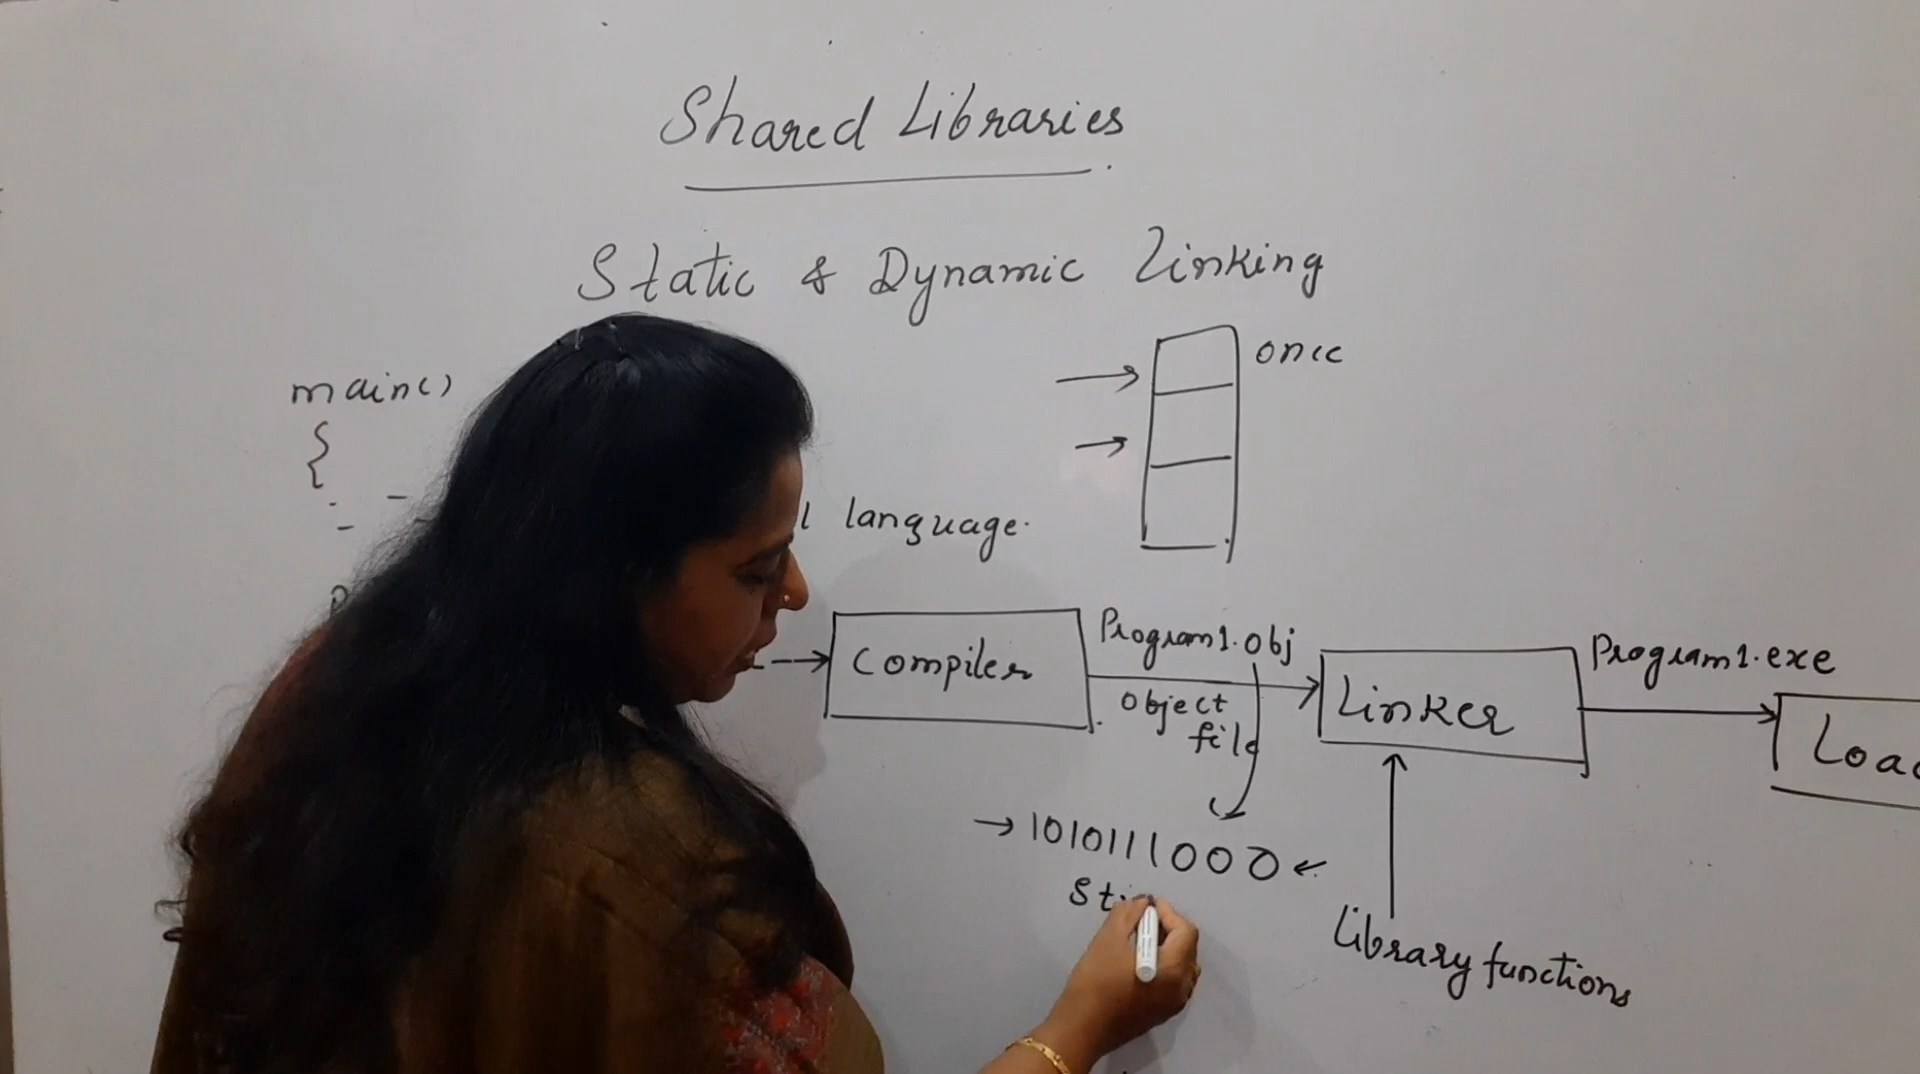 Shared Libraries
Static & Dynamic Linking
once
main()
{
language.
Program1.obj
Compiler
Object
file
Linker
Program1.exe
1010111000
Library functions